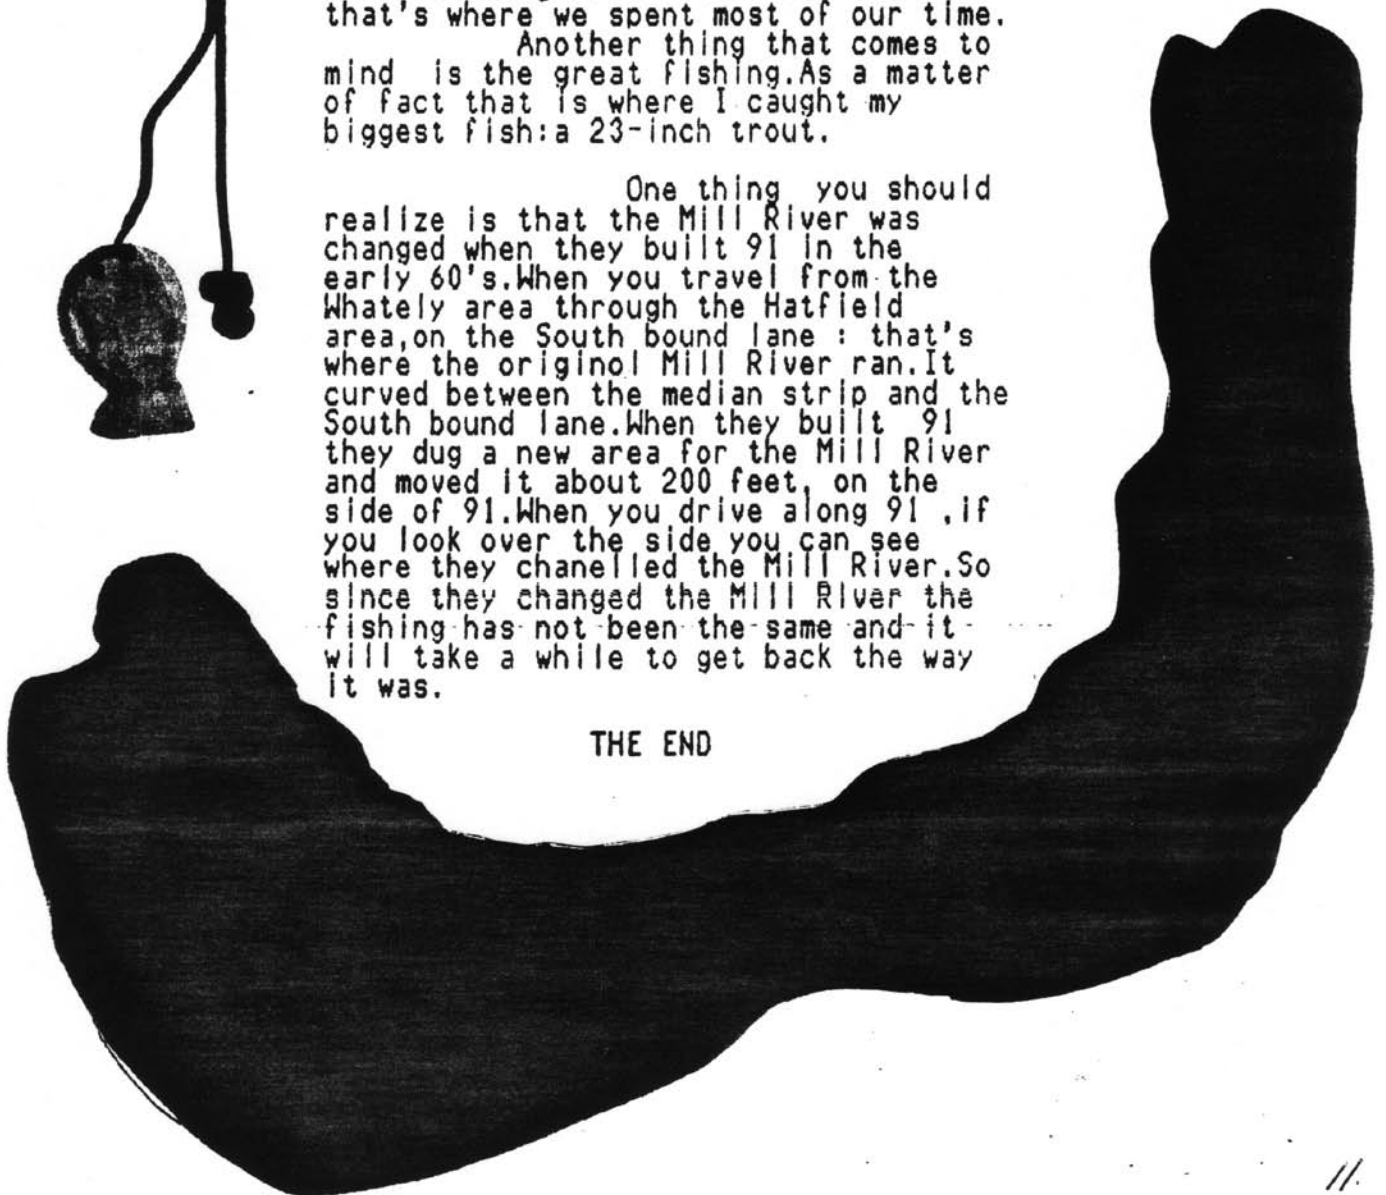 that's where we spent most of our time.
Another thing that comes to
mind is the great fishing.As a matter
of fact that is where I caught my
biggest fish:a 23-inch trout.
One thing you should
realize is that the Mill River was
changed when they built 91 in the
early 60's.When you travel from the
Whately area through the Hatfield
area,on the South bound lane : that's
where the originol Mill River ran.It
curved between the median strip and the
South bound lane.When they built 91
they dug a new area for the Mill River
and moved it about 200 feet, on the
side of 91.When you drive along 91 ,if
you look over the side you can see
where they chanelled the Mill River.So
since they changed the Mill River the
fishing has not been the same and it
will take a while to get back the way
it was.
THE END
11.